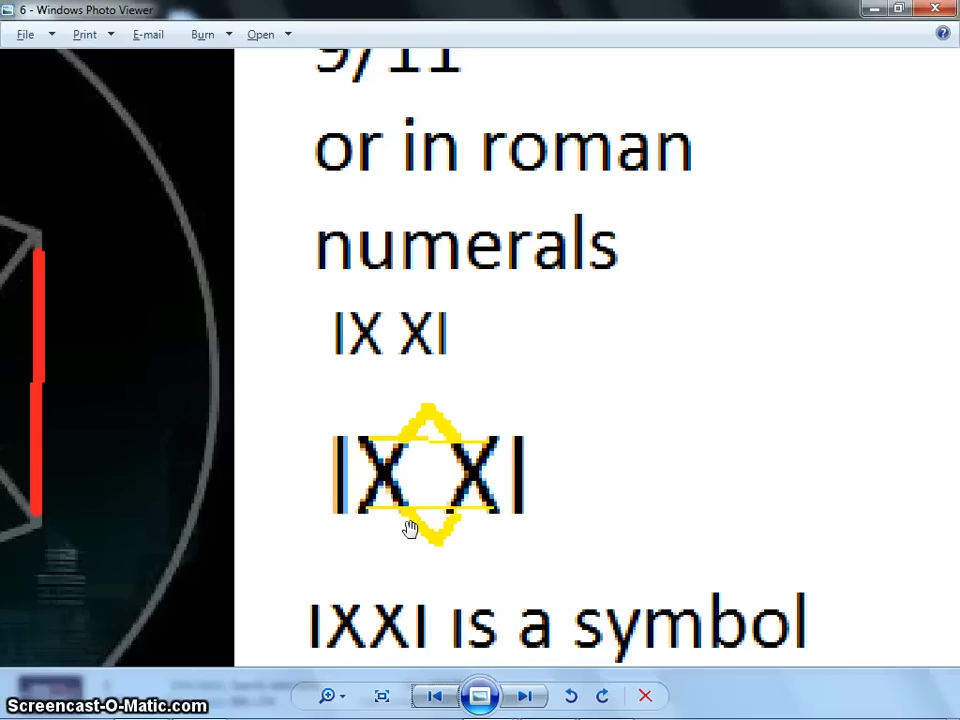 6 - Windows Photo Viewer
File Print E-mail Burn Open
9/11
or in roman
numerals
IX XI
IX XI
IXXI is a symbol
Screencast-O-Matic.com